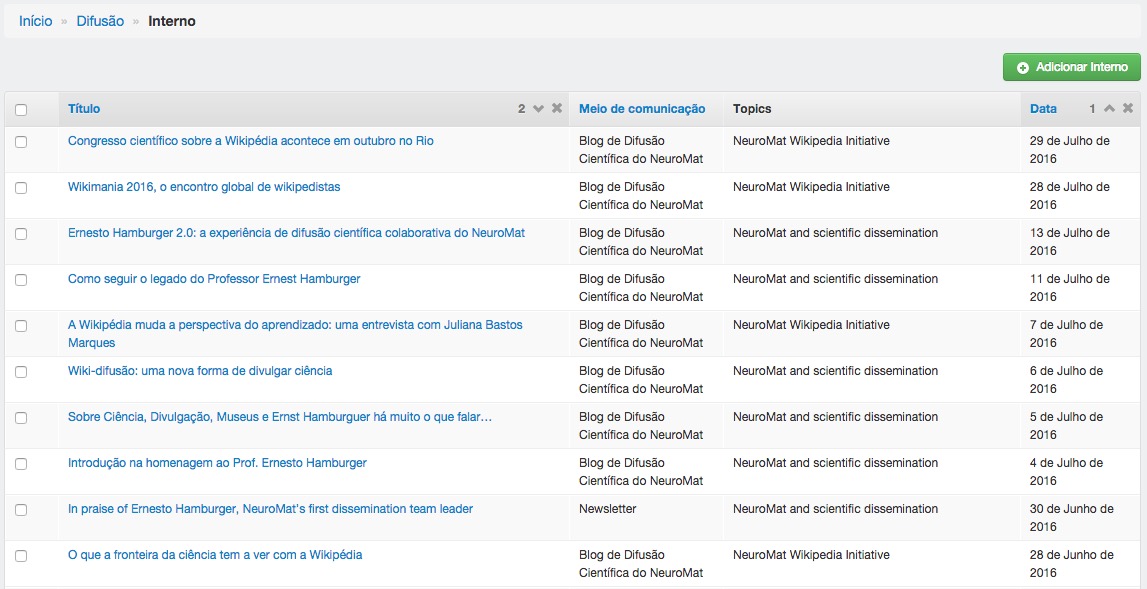 Início » Difusão » Interno
Adicionar Interno
Título 2 Meio de comunicação Topics Data 1
Congresso científico sobre a Wikipédia acontece em outubro no Rio Blog de Difusão NeuroMat Wikipedia Initiative 29 de Julho de
Científica do NeuroMat 2016
Wikimania 2016, o encontro global de wikipedistas Blog de Difusão NeuroMat Wikipedia Initiative 28 de Julho de
Científica do NeuroMat 2016
Ernesto Hamburger 2.0: a experiência de difusão científica colaborativa do NeuroMat Blog de Difusão NeuroMat and scientific dissemination 13 de Julho de
Científica do NeuroMat 2016
Como seguir o legado do Professor Ernest Hamburger Blog de Difusão NeuroMat and scientific dissemination 11 de Julho de
Científica do NeuroMat 2016
A Wikipédia muda a perspectiva do aprendizado: uma entrevista com Juliana Bastos Blog de Difusão NeuroMat Wikipedia Initiative 7 de Julho de
Marques Científica do NeuroMat 2016
Wiki-difusão: uma nova forma de divulgar ciência Blog de Difusão NeuroMat and scientific dissemination 6 de Julho de
Científica do NeuroMat 2016
Sobre Ciência, Divulgação, Museus e Ernst Hamburguer há muito o que falar… Blog de Difusão NeuroMat and scientific dissemination 5 de Julho de
Científica do NeuroMat 2016
Introdução na homenagem ao Prof. Ernesto Hamburger Blog de Difusão NeuroMat and scientific dissemination 4 de Julho de
Científica do NeuroMat 2016
In praise of Ernesto Hamburger, NeuroMat's first dissemination team leader Newsletter NeuroMat and scientific dissemination 30 de Junho de
2016
O que a fronteira da ciência tem a ver com a Wikipédia Blog de Difusão NeuroMat Wikipedia Initiative 28 de Junho de
Científica do NeuroMat 2016